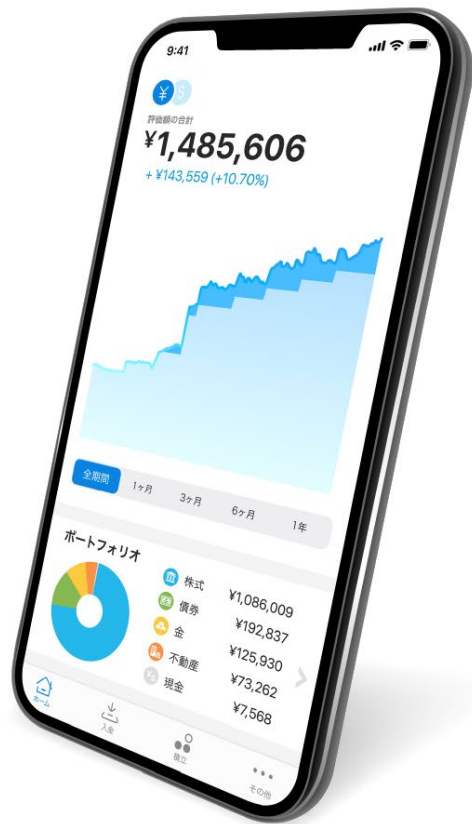 9:41
¥ $
評価額の合計
¥1,485,606
+ ¥143,559 (+10.70%)
全期間 1ヶ月 3ヶ月 6ヶ月 1年
ポートフォリオ
株式 ¥1,086,009
債券 ¥192,837
金 ¥125,930
不動産 ¥73,262
現金 ¥7,568
ホーム 入金 積立 その他